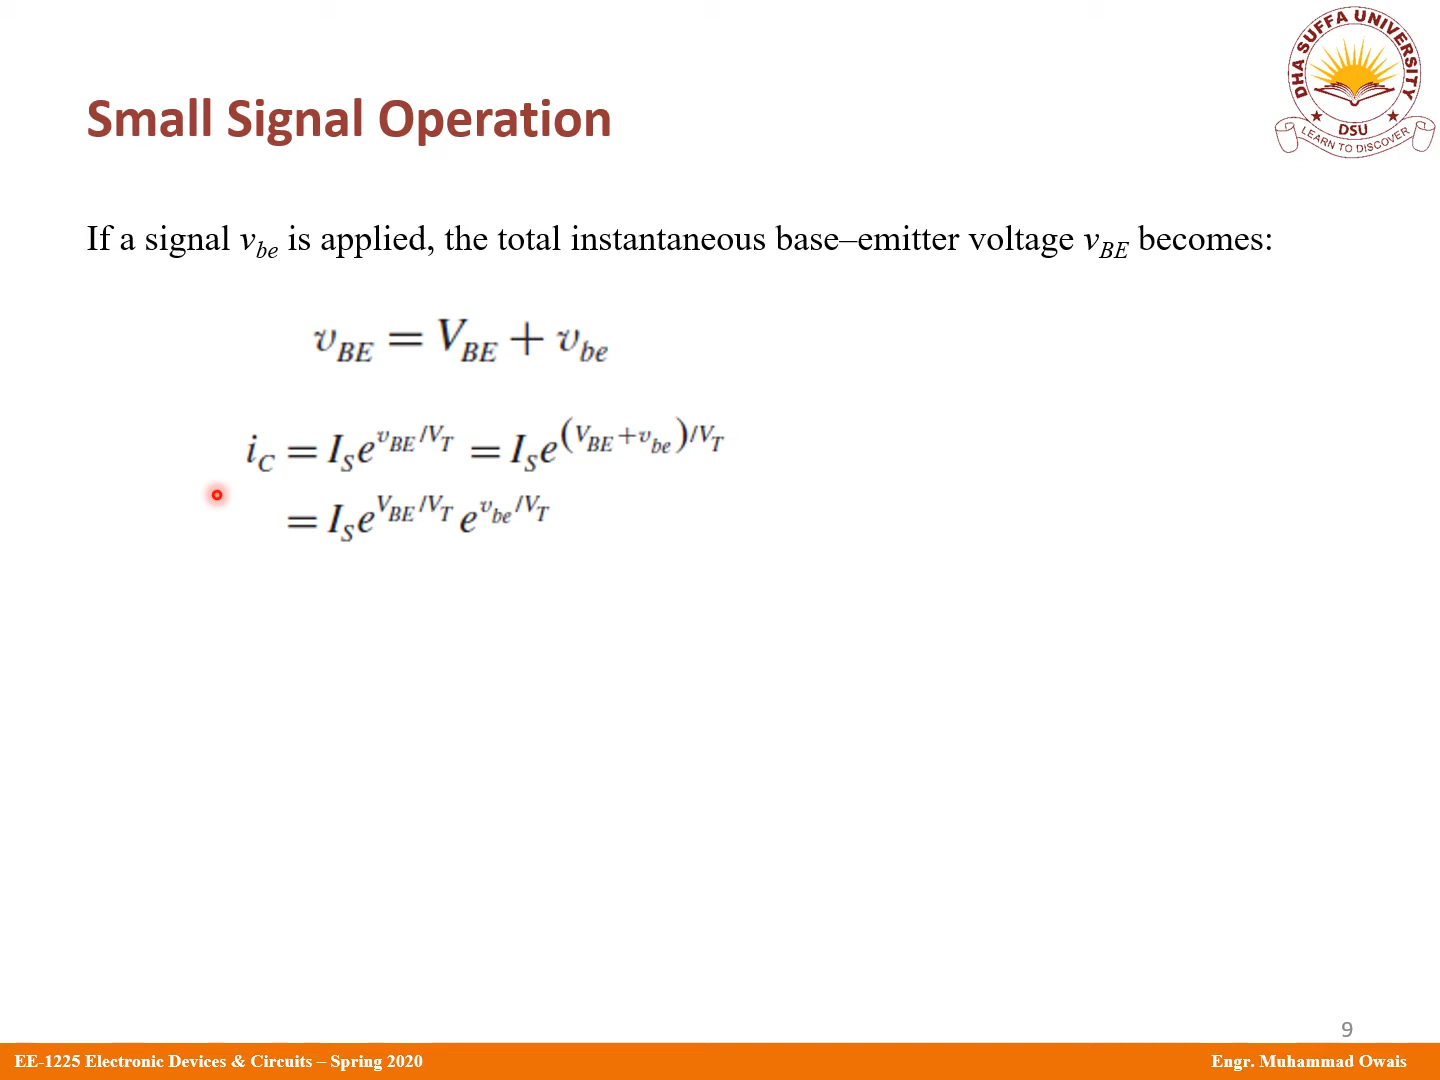 DHA SUFFA UNIVERSITY
DSU
LEARN TO DISCOVER
Small Signal Operation
If a signal v_be is applied, the total instantaneous base–emitter voltage v_BE becomes:
v_BE = V_BE + v_be
i_C = I_S e^{v_BE/V_T} = I_S e^{(V_BE+v_be)/V_T}
= I_S e^{V_BE/V_T} e^{v_be/V_T}
9
EE-1225 Electronic Devices & Circuits – Spring 2020
Engr. Muhammad Owais